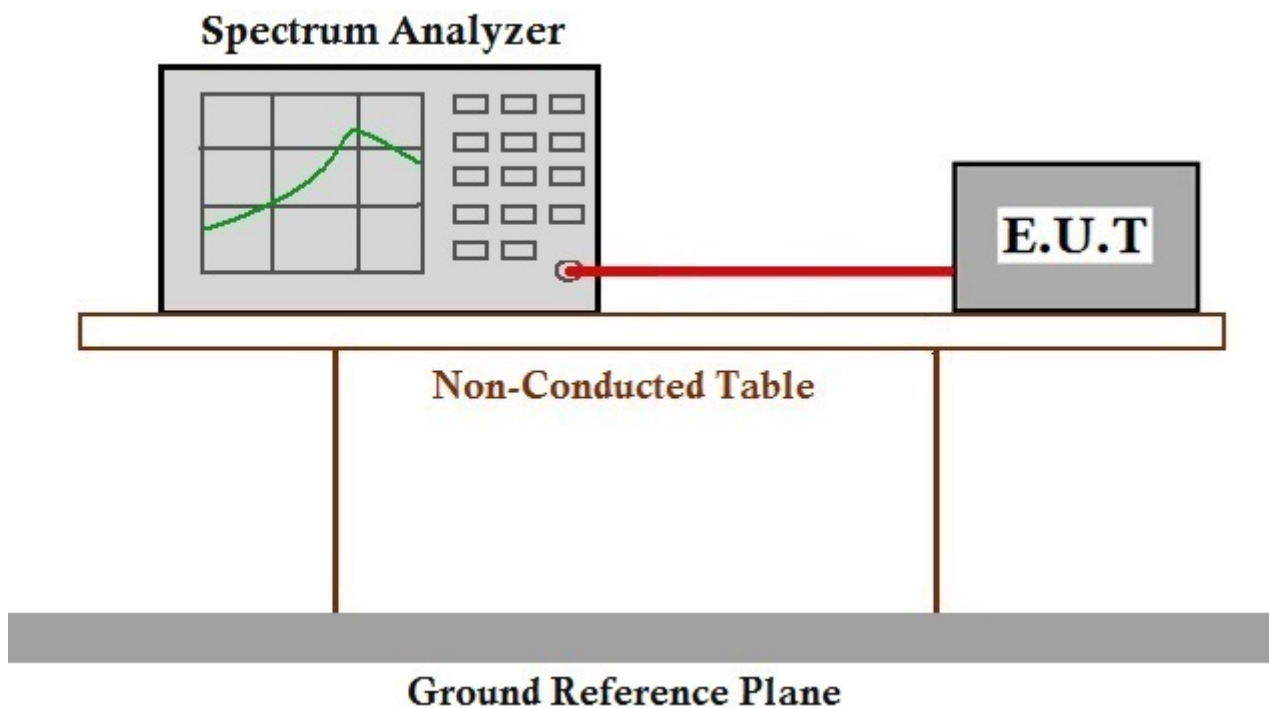 Spectrum Analyzer
E.U.T
Non-Conducted Table
Ground Reference Plane